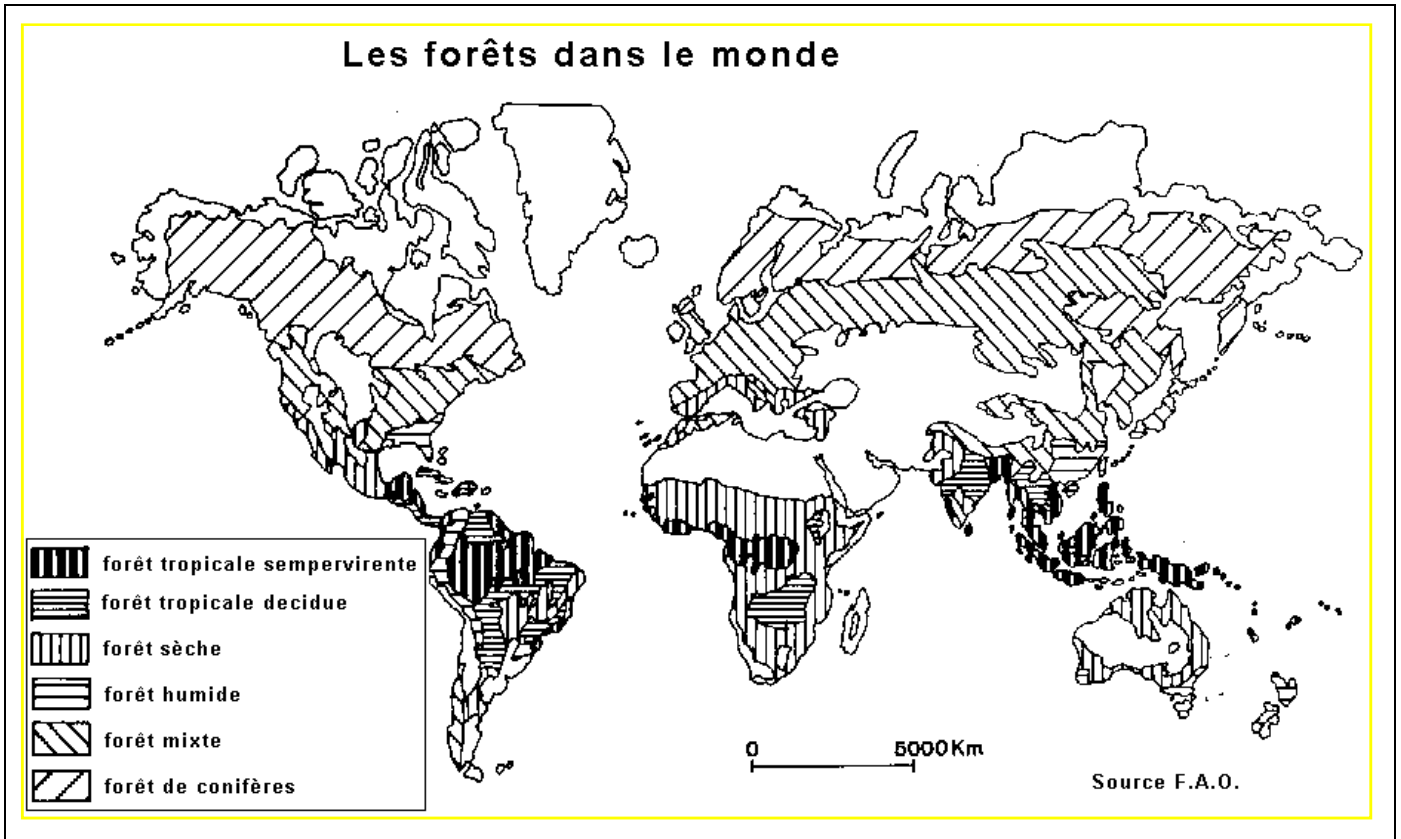 Les forêts dans le monde
forêt tropicale sempervirente
forêt tropicale decidue
forêt sèche
forêt humide
forêt mixte
forêt de conifères
0 5000Km
Source F.A.O.